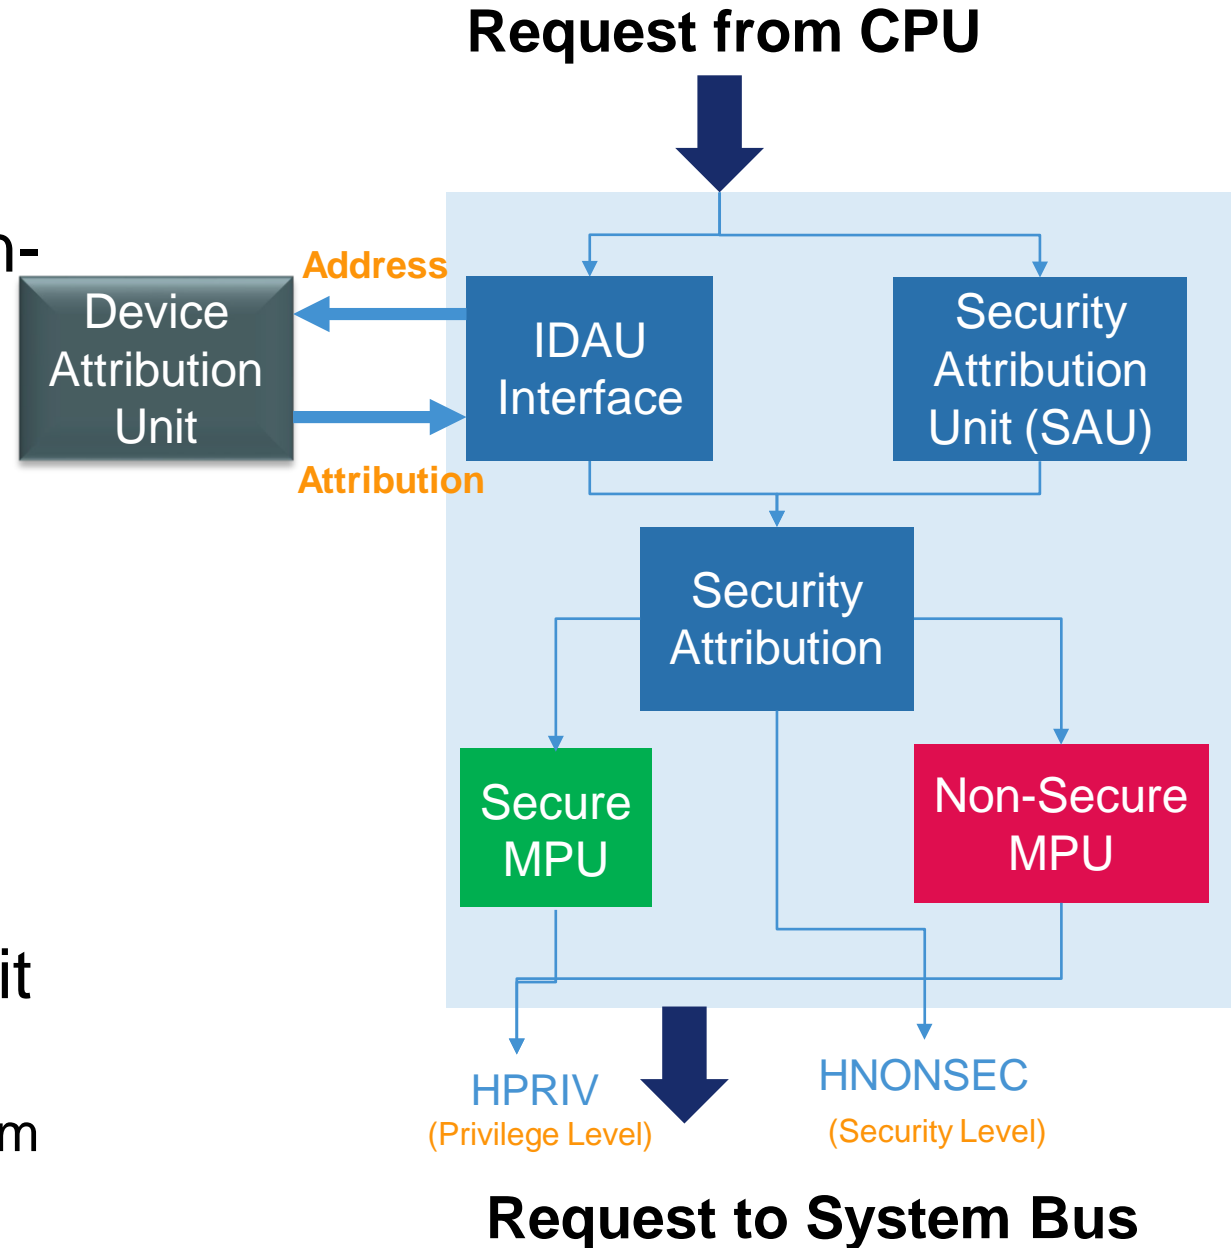 Request from CPU
n-
Address
Device
Attribution
Unit
IDAU
Interface
Security
Attribution
Unit (SAU)
Attribution
Security
Attribution
Secure
MPU
Non-Secure
MPU
it
HPRIV
(Privilege Level)
HNONSEC
(Security Level)
m
Request to System Bus